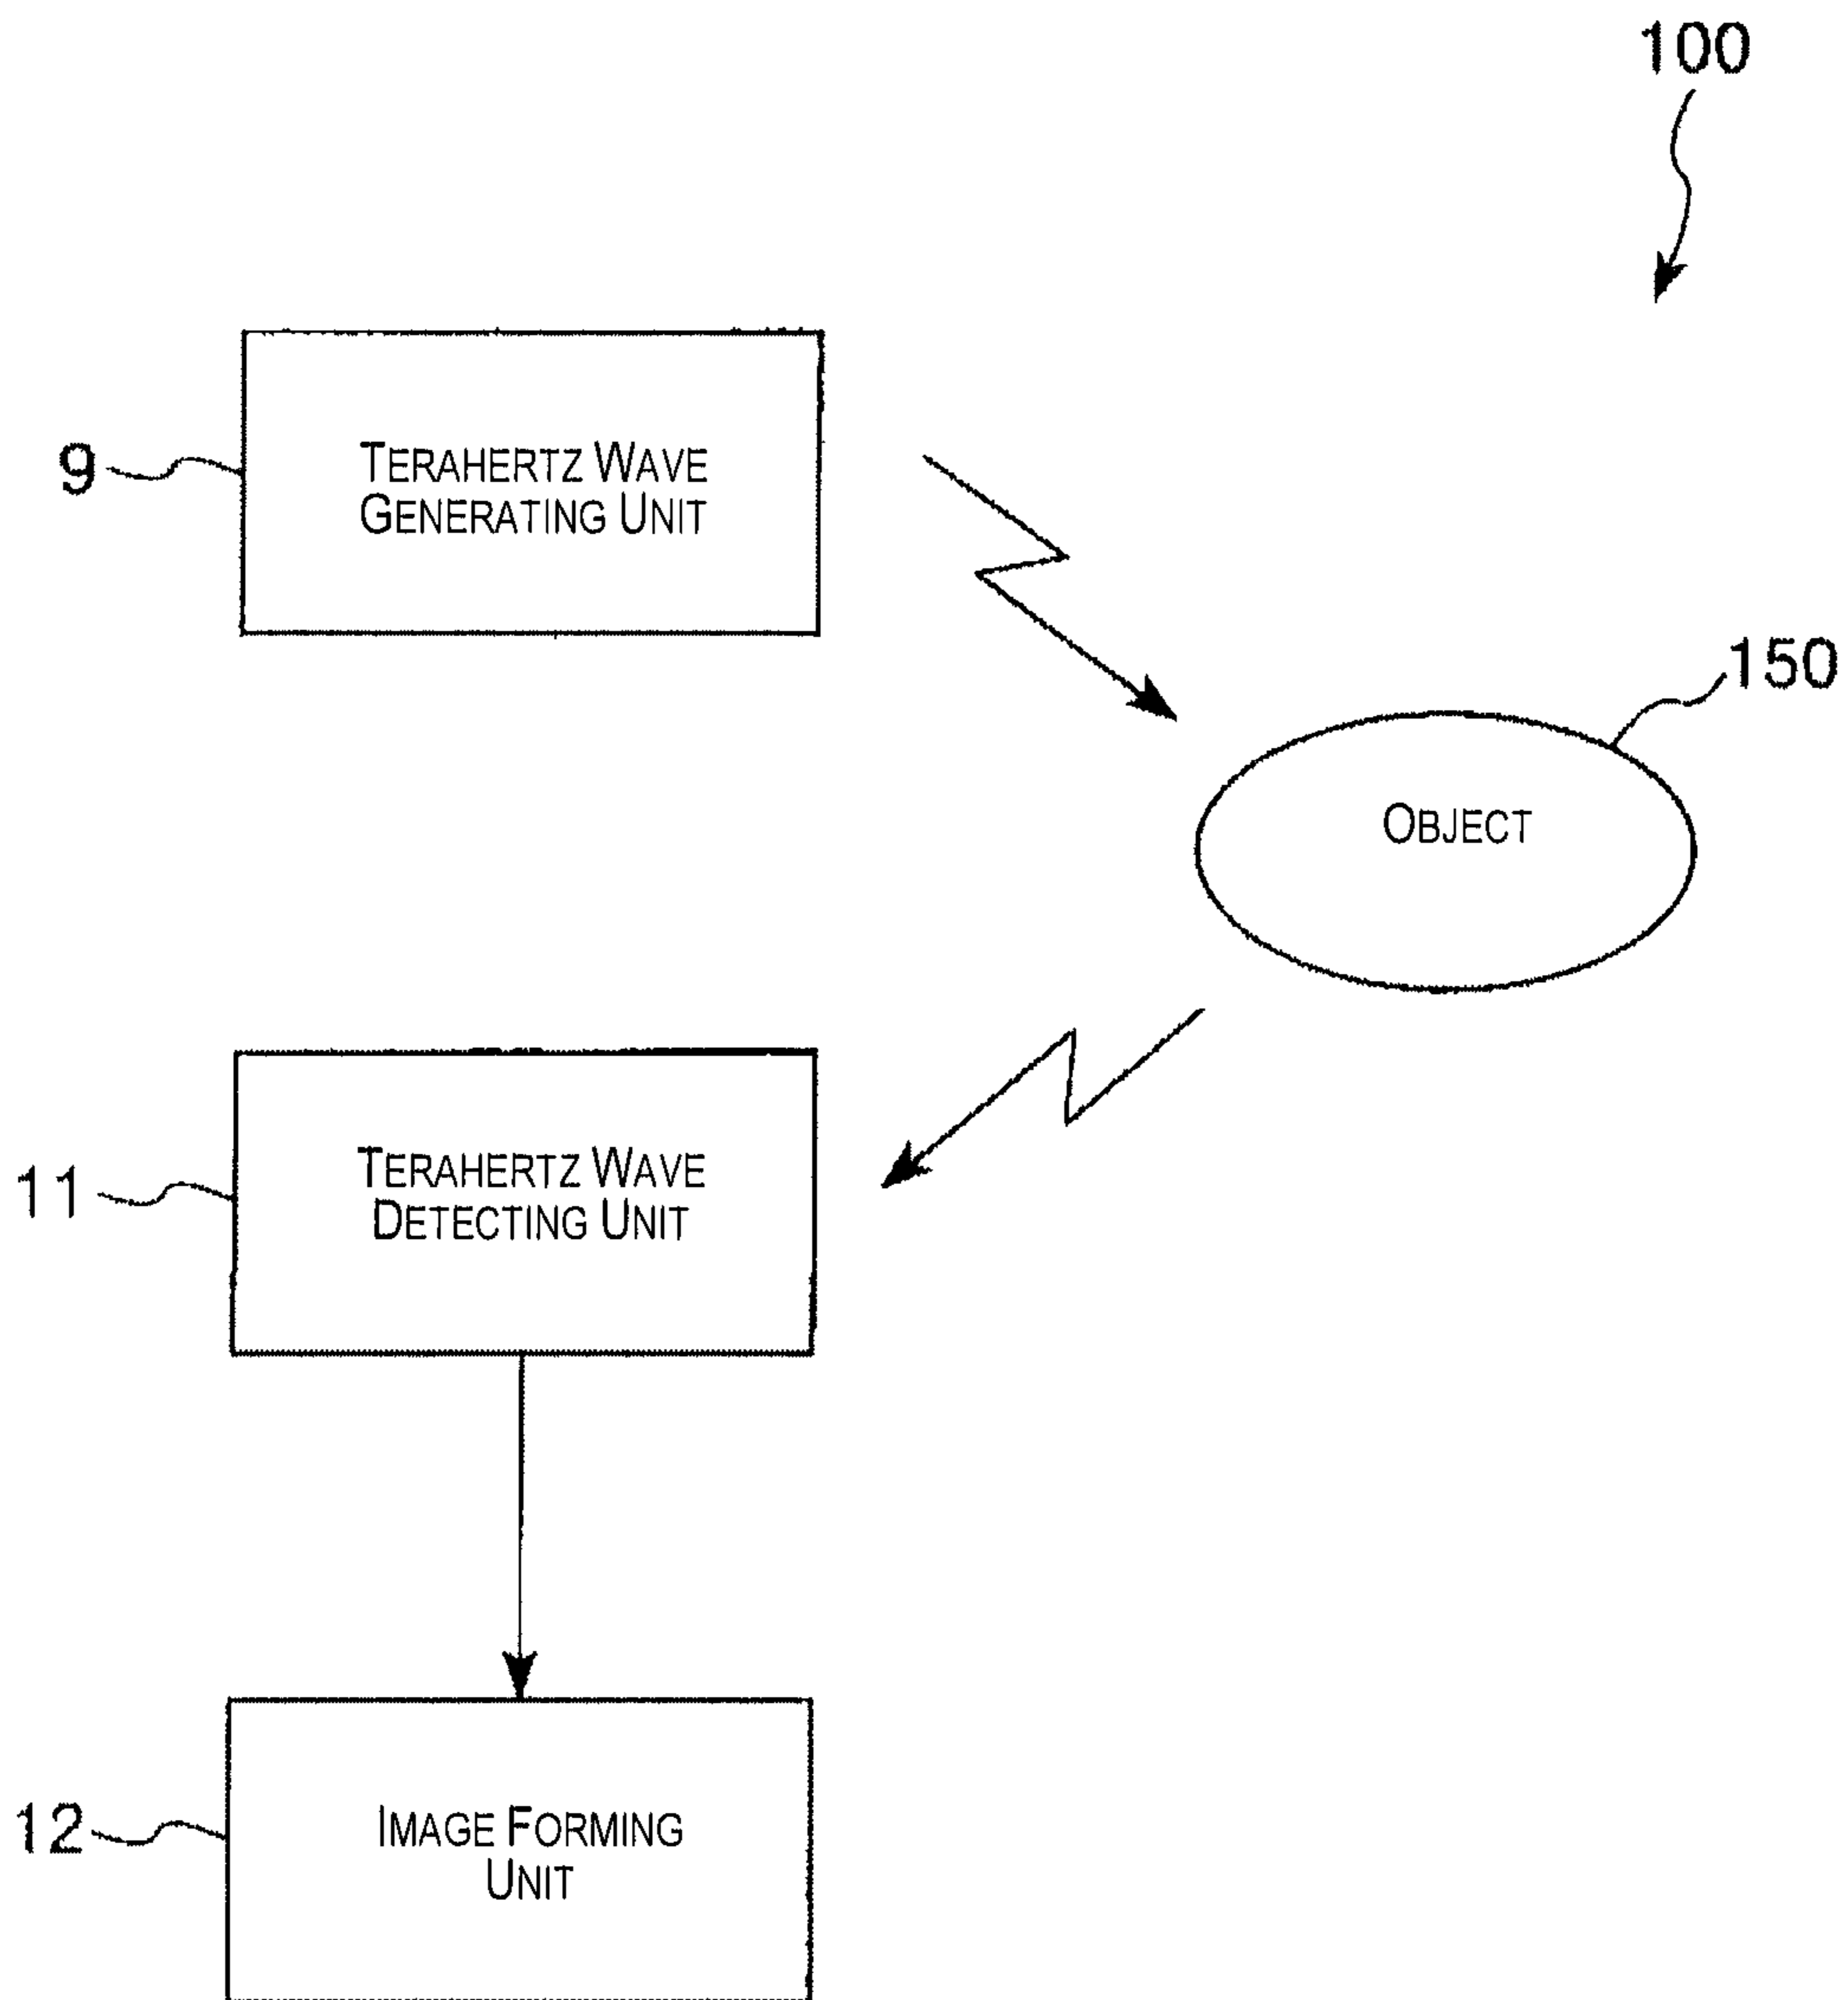 100
9
TERAHERTZ WAVE
GENERATING UNIT
150
OBJECT
11
TERAHERTZ WAVE
DETECTING UNIT
12
IMAGE FORMING
UNIT